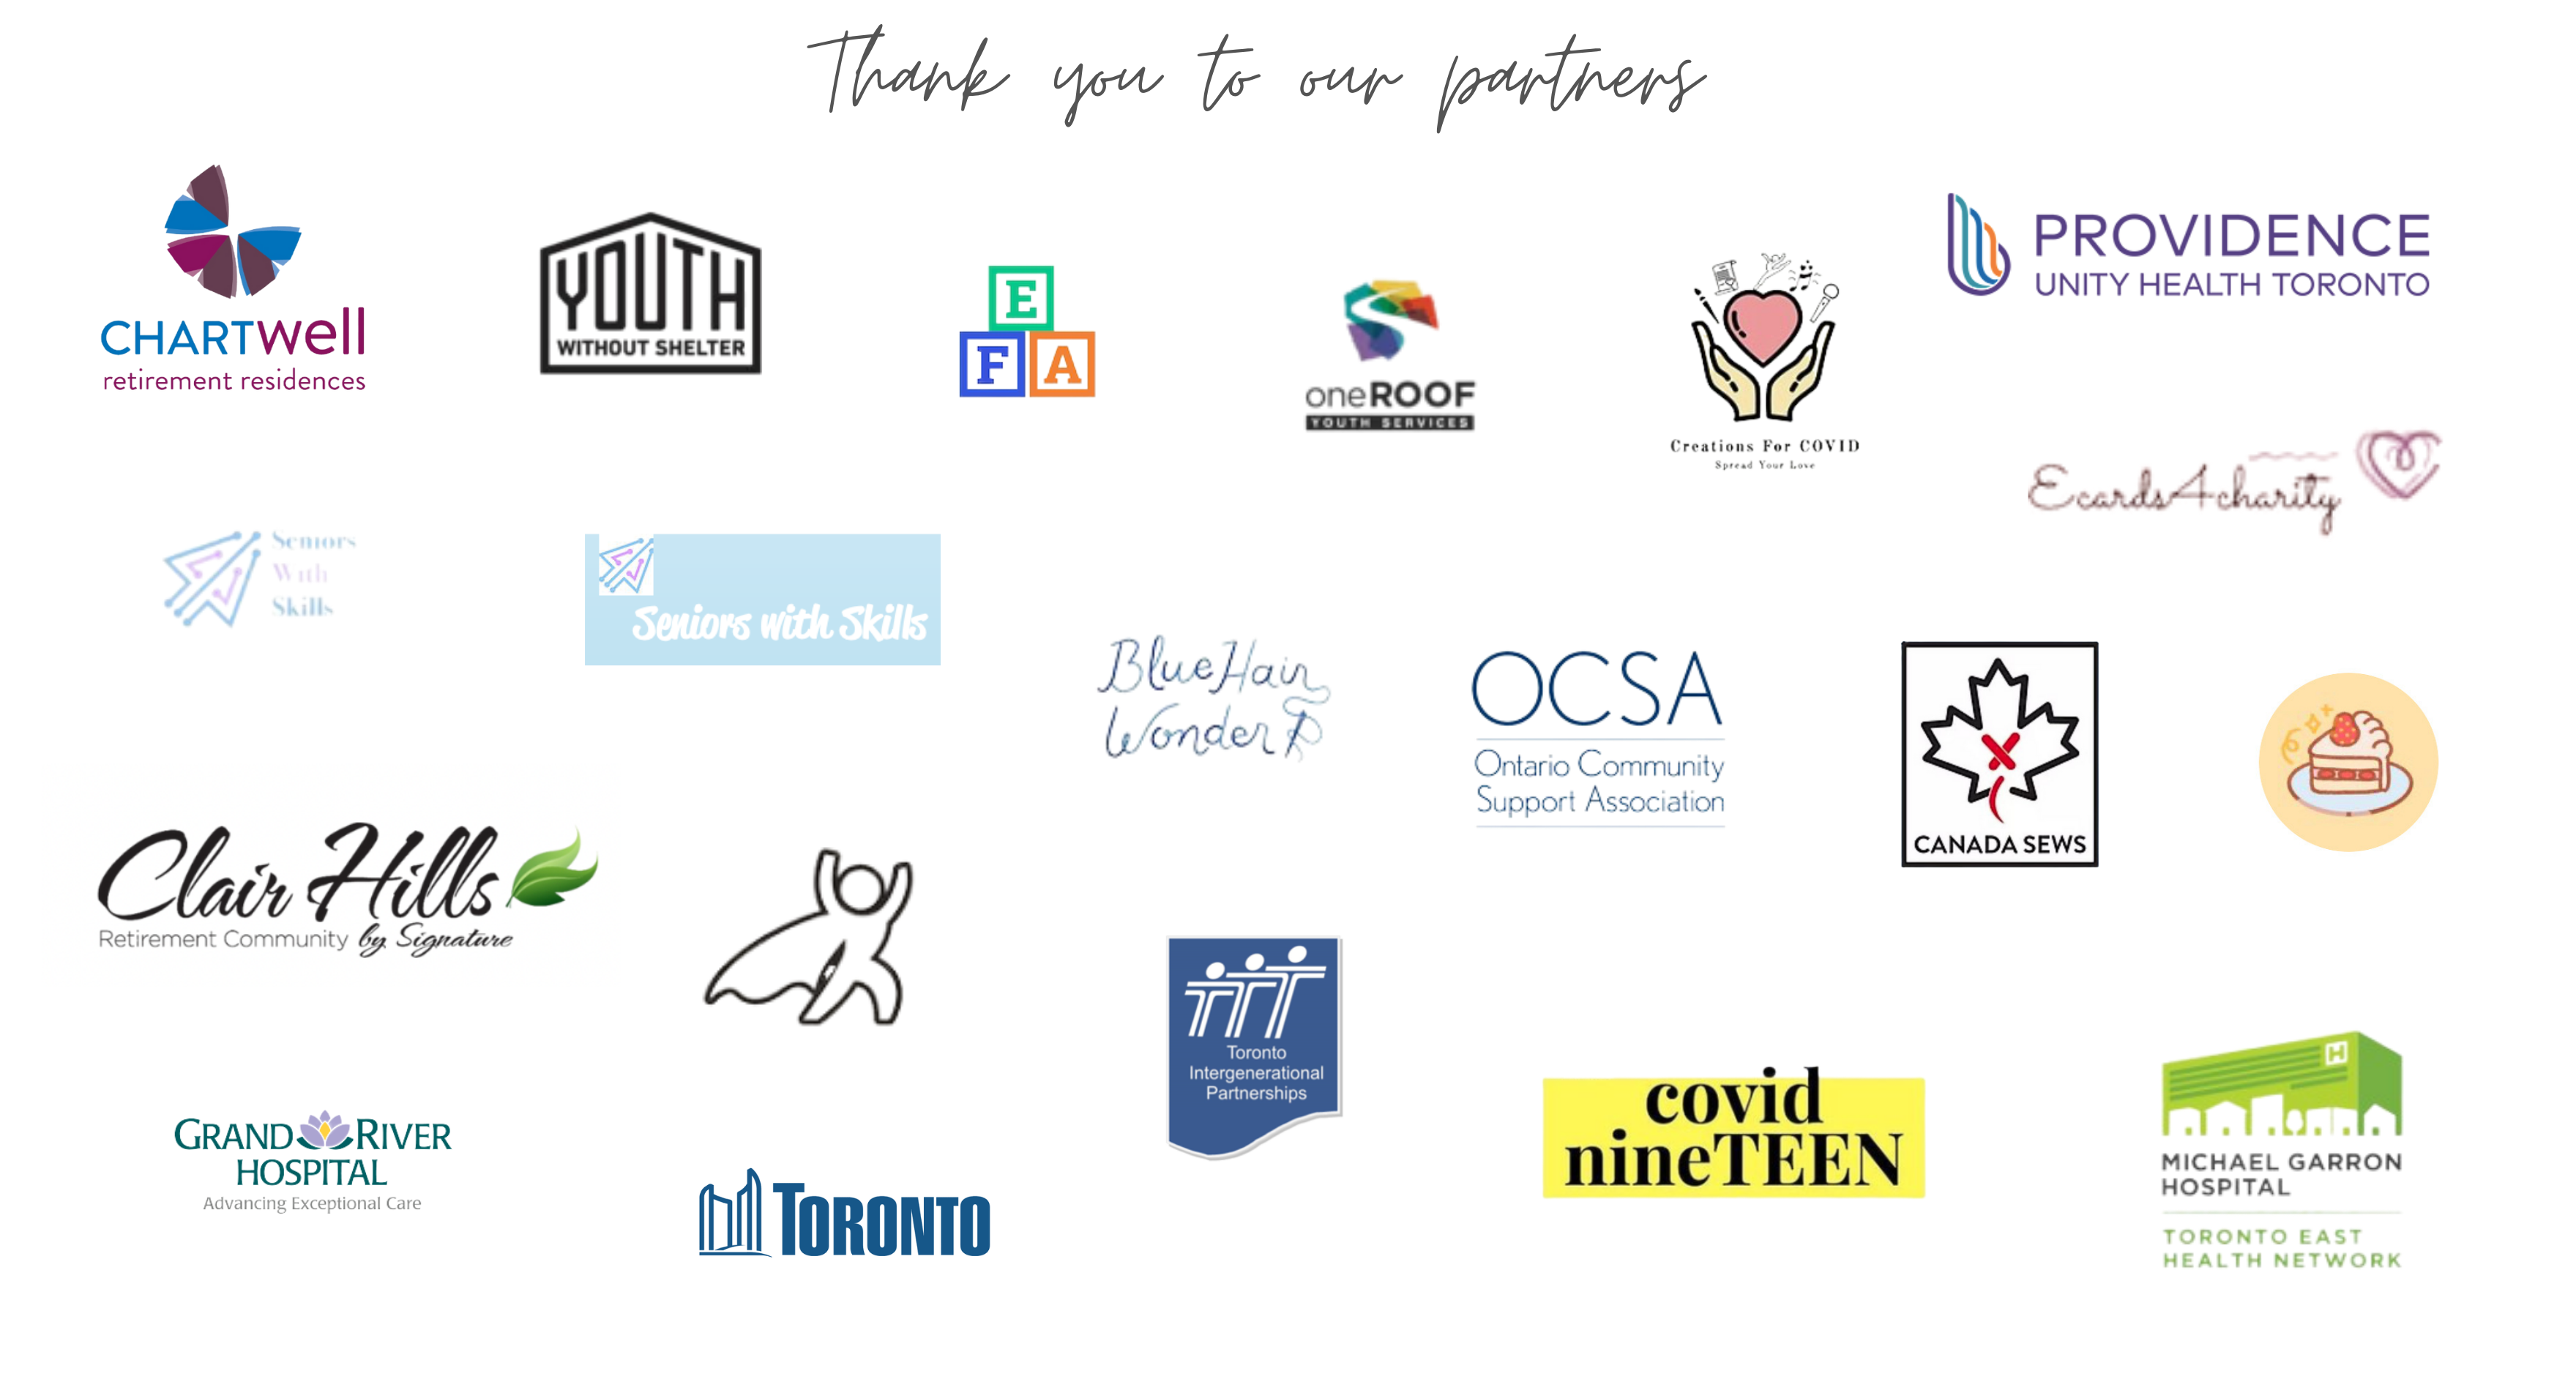 Thank you to our partners
CHARTwell
retirement residences
YOUTH
WITHOUT SHELTER
E
F A
oneROOF
YOUTH SERVICES
Creations For COVID
Spread Your Love
PROVIDENCE
UNITY HEALTH TORONTO
Ecards4charity
Seniors
With
Skills
Seniors with Skills
Blue Hair
Wonder
OCSA
Ontario Community
Support Association
CANADA SEWS
Clair Hills
Retirement Community by Signature
Toronto
Intergenerational
Partnerships
covid
nineTEEN
MICHAEL GARRON
HOSPITAL
TORONTO EAST
HEALTH NETWORK
GRAND RIVER
HOSPITAL
Advancing Exceptional Care
TORONTO
H